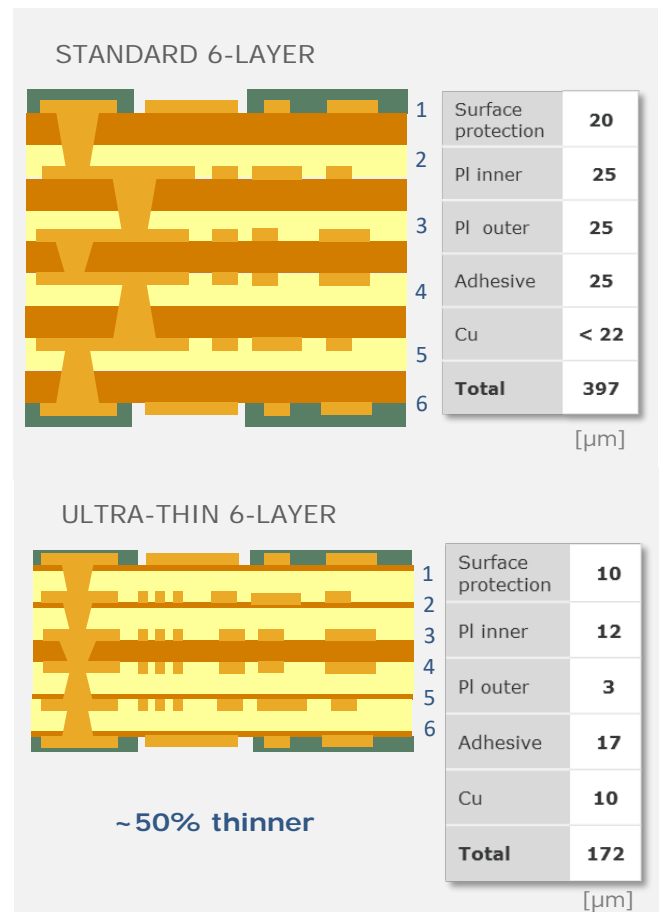 STANDARD 6-LAYER
1
2
3
4
5
6
Surface
protection
20
PI inner
25
PI outer
25
Adhesive
25
Cu
< 22
Total
397
[µm]
ULTRA-THIN 6-LAYER
1
2
3
4
5
6
Surface
protection
10
PI inner
12
PI outer
3
Adhesive
17
Cu
10
Total
172
[µm]
~50% thinner